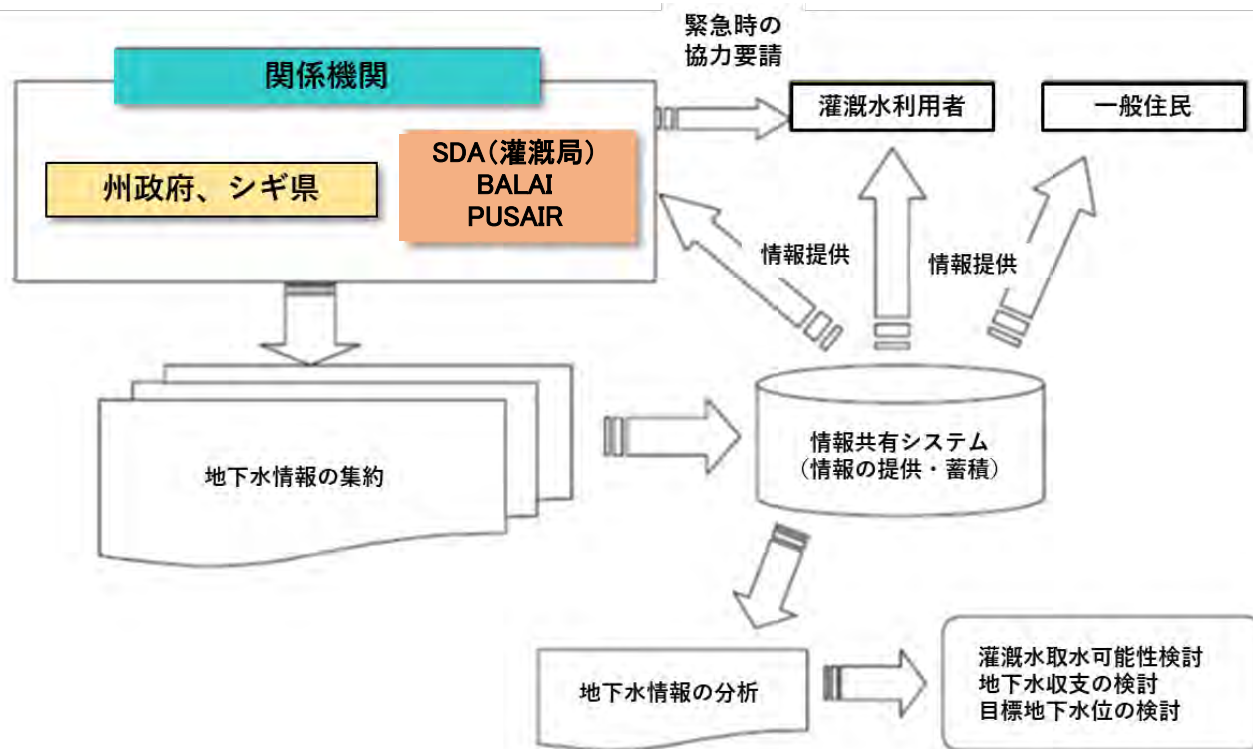 緊急時の
協力要請
関係機関
灌漑水利用者
一般住民
SDA(灌漑局)
BALAI
PUSAIR
州政府、シギ県
情報提供
情報提供
情報共有システム
(情報の提供・蓄積)
地下水情報の集約
地下水情報の分析
灌漑水取水可能性検討
地下水収支の検討
目標地下水位の検討